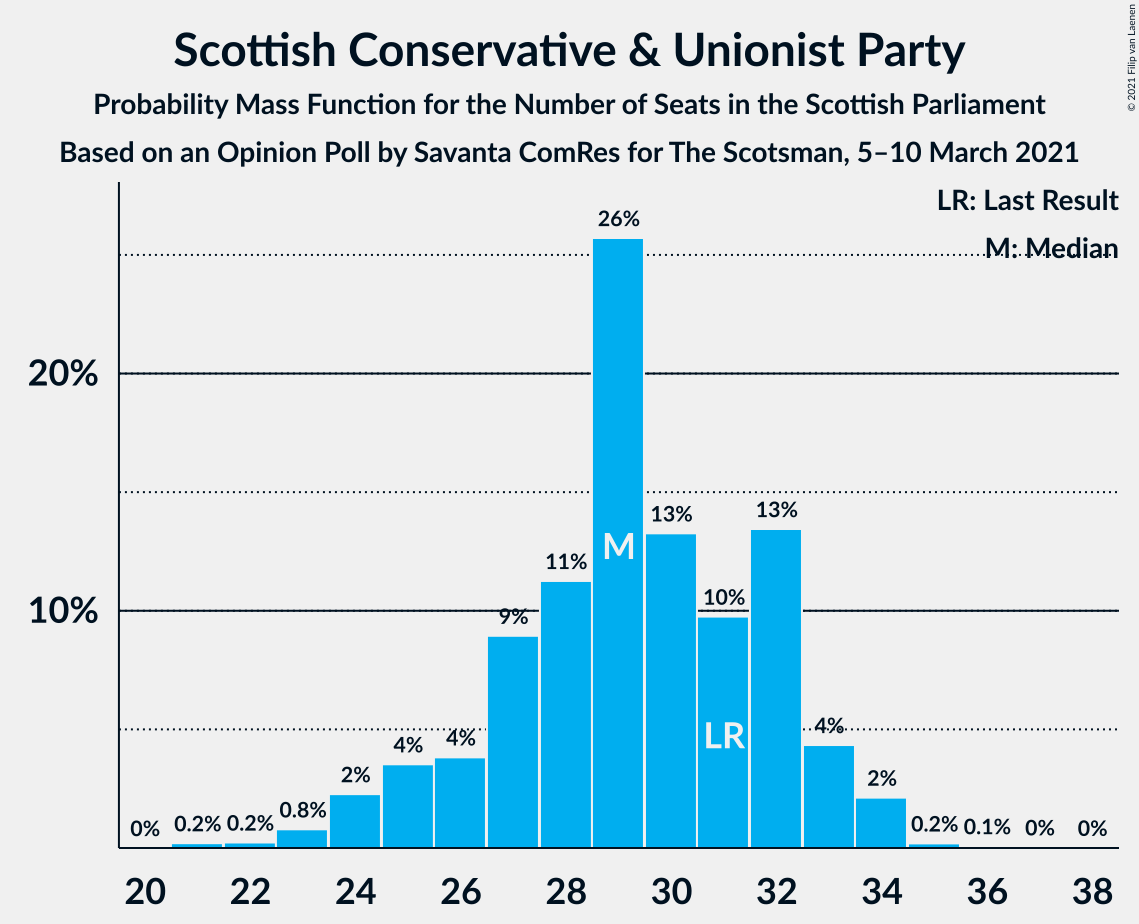 Scottish Conservative & Unionist Party
Probability Mass Function for the Number of Seats in the Scottish Parliament
Based on an Opinion Poll by Savanta ComRes for The Scotsman, 5–10 March 2021
© 2021 Filip van Laenen
LR: Last Result
M: Median
20%
10%
0%
0.2%
0.2%
0.8%
2%
4%
4%
9%
11%
26%
13%
10%
13%
4%
2%
0.2%
0.1%
0%
0%
M
LR
20 22 24 26 28 30 32 34 36 38